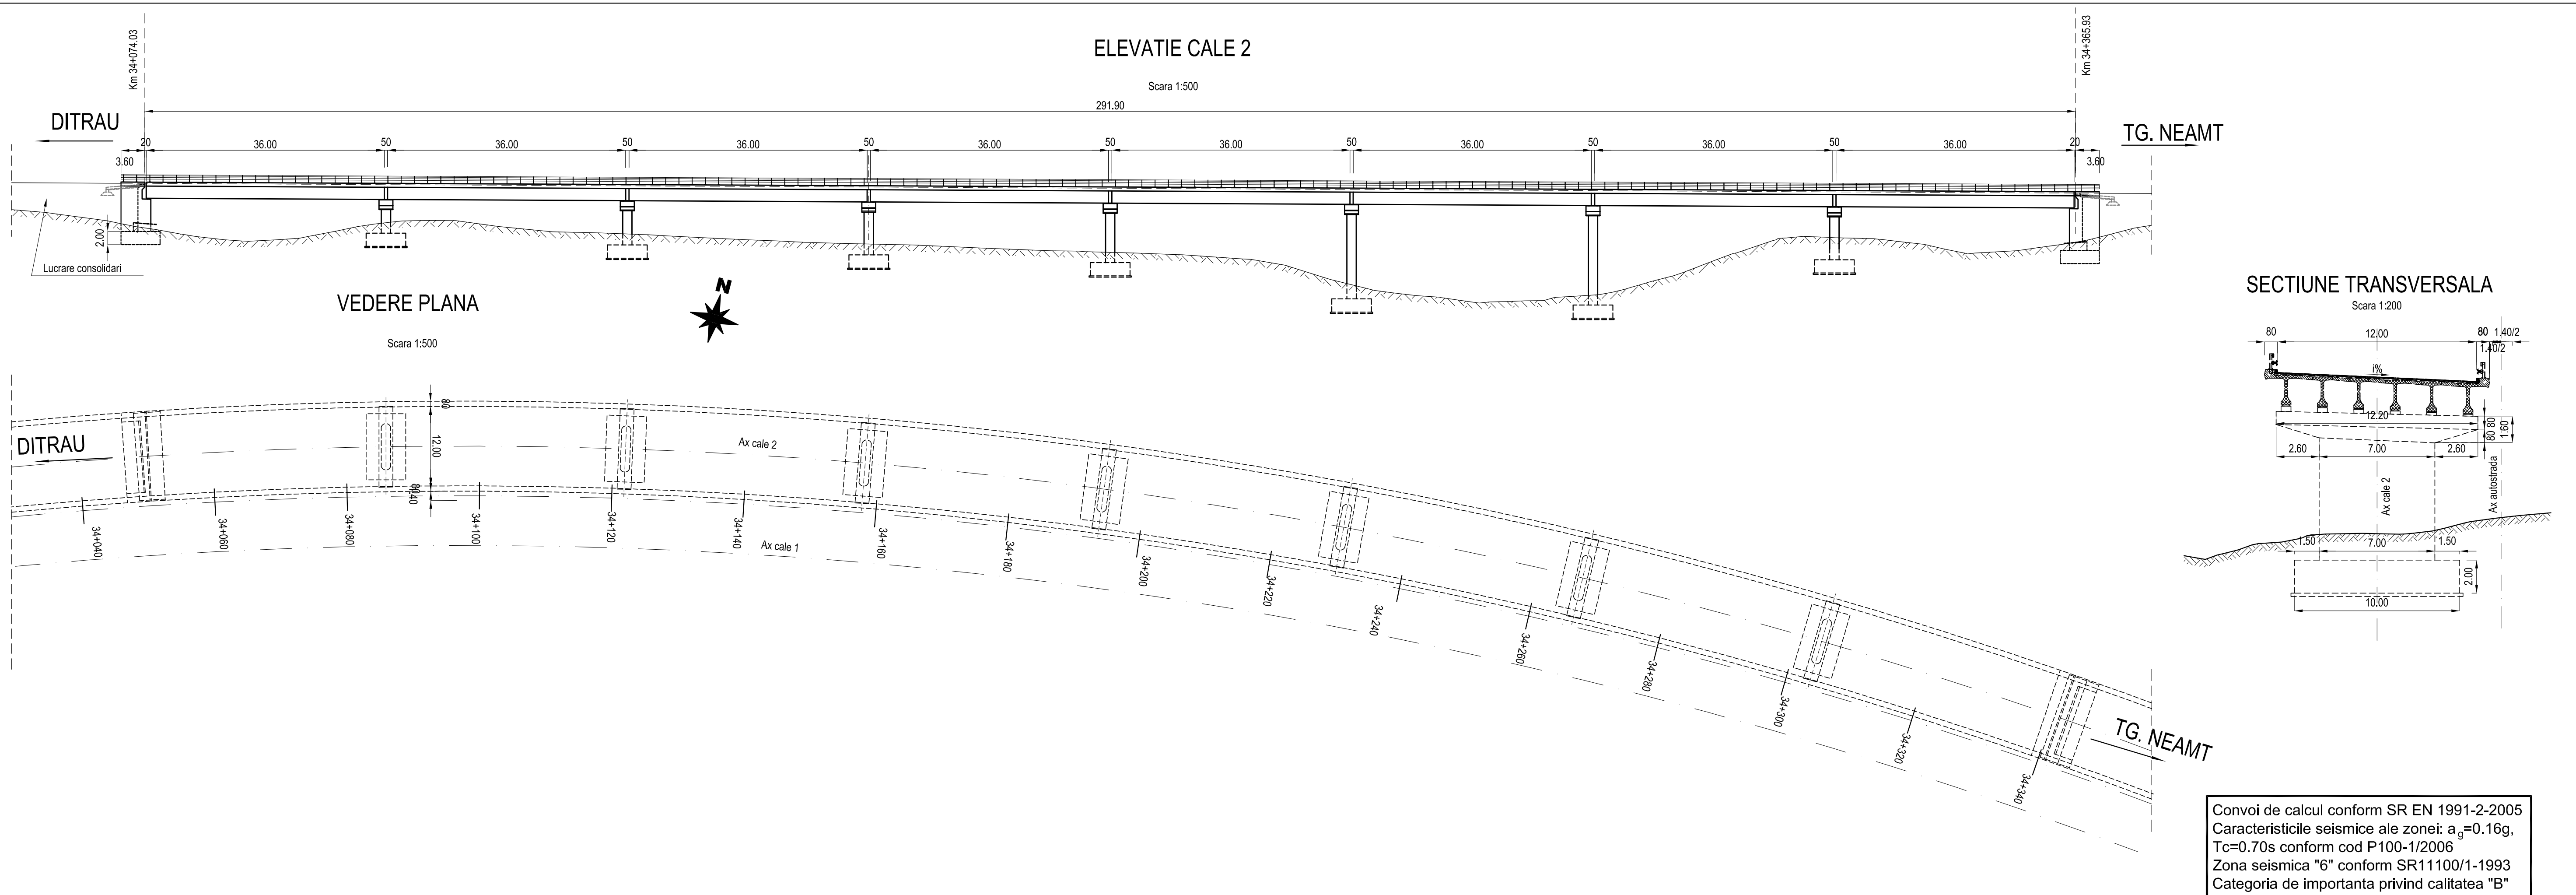 ELEVATIE CALE 2
Scara 1:500
Km 34+074.03
Km 34+365.93
291.90
DITRAU
TG. NEAMT
3.60
20
36.00
50
36.00
50
36.00
50
36.00
50
36.00
50
36.00
50
36.00
50
36.00
20
3.60
2.00
Lucrare consolidari
VEDERE PLANA
Scara 1:500
N
DITRAU
80
12.00
80
1.40
Ax cale 2
Ax cale 1
34+040
34+060
34+080
34+100
34+120
34+140
34+160
34+180
34+200
34+220
34+240
34+260
34+280
34+300
34+320
34+340
TG. NEAMT
SECTIUNE TRANSVERSALA
Scara 1:200
80
12.00
80
1.40/2
1.40/2
i%
12.20
80
80
1.60
2.60
7.00
2.60
Ax cale 2
Ax autostrada
1.50
7.00
1.50
2.00
10.00
Convoi de calcul conform SR EN 1991-2-2005
Caracteristicile seismice ale zonei: ag=0.16g,
Tc=0.70s conform cod P100-1/2006
Zona seismica "6" conform SR11100/1-1993
Categoria de importanta privind calitatea "B"